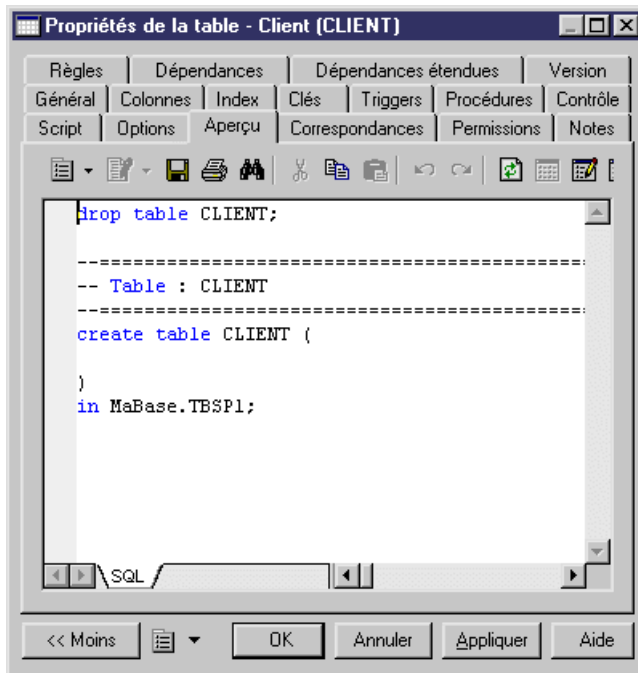 Propriétés de la table - Client (CLIENT)
Règles Dépendances Dépendances étendues Version
Général Colonnes Index Clés Triggers Procédures Contrôle
Script Options Aperçu Correspondances Permissions Notes
drop table CLIENT;
--==============================================
-- Table : CLIENT
--==============================================
create table CLIENT (
)
in MaBase.TBSP1;
SQL
<< Moins OK Annuler Appliquer Aide